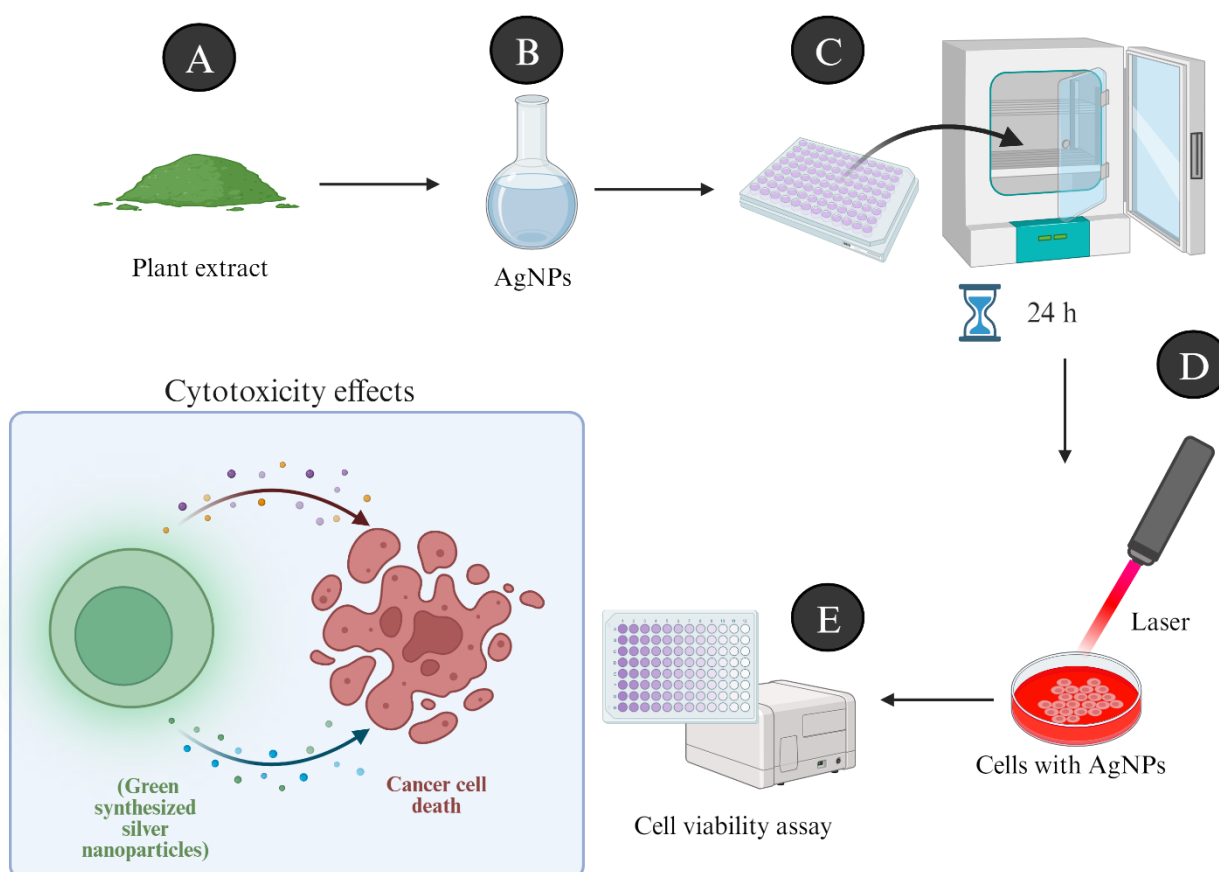 A
B
C
Plant extract
AgNPs
24 h
D
Cytotoxicity effects
Laser
E
Cells with AgNPs
Cell viability assay
(Green
synthesized
silver
nanoparticles)
Cancer cell
death